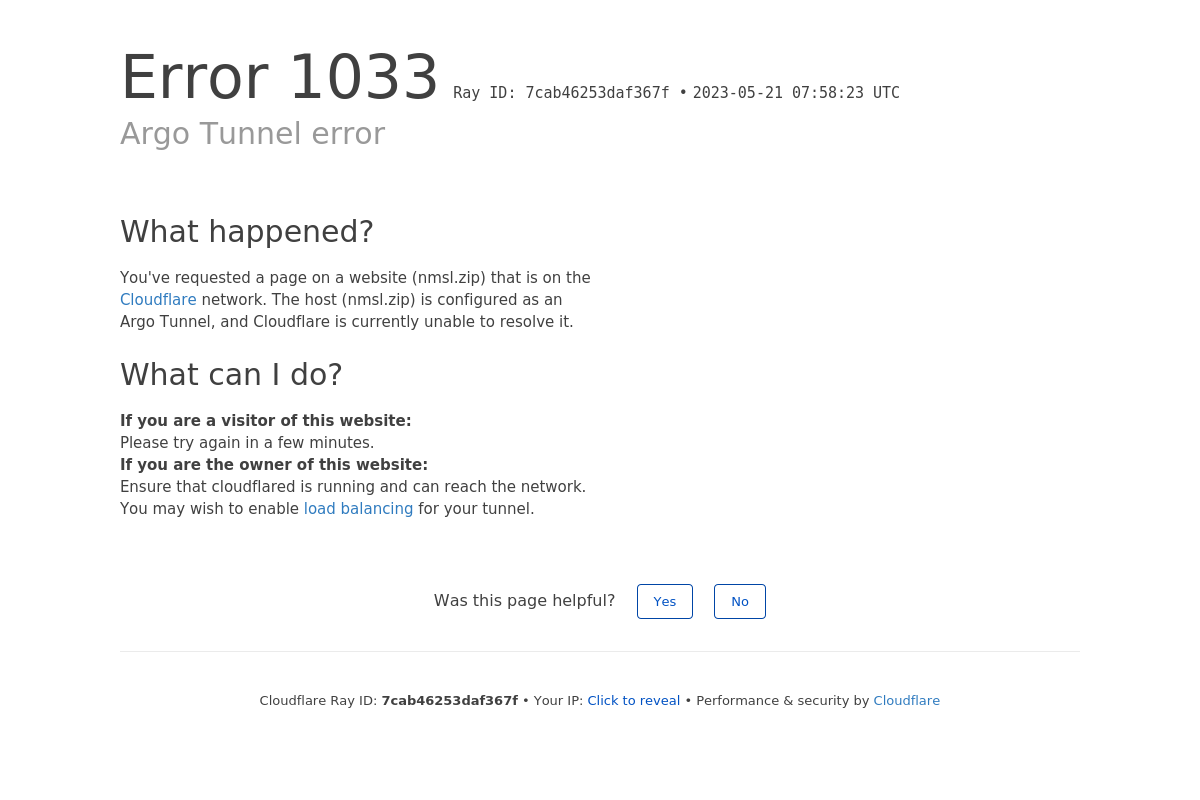 Error 1033 Ray ID: 7cab46253daf367f • 2023-05-21 07:58:23 UTC
Argo Tunnel error
What happened?
You've requested a page on a website (nmsl.zip) that is on the
Cloudflare network. The host (nmsl.zip) is configured as an
Argo Tunnel, and Cloudflare is currently unable to resolve it.
What can I do?
If you are a visitor of this website:
Please try again in a few minutes.
If you are the owner of this website:
Ensure that cloudflared is running and can reach the network.
You may wish to enable load balancing for your tunnel.
Was this page helpful? Yes No
Cloudflare Ray ID: 7cab46253daf367f • Your IP: Click to reveal • Performance & security by Cloudflare